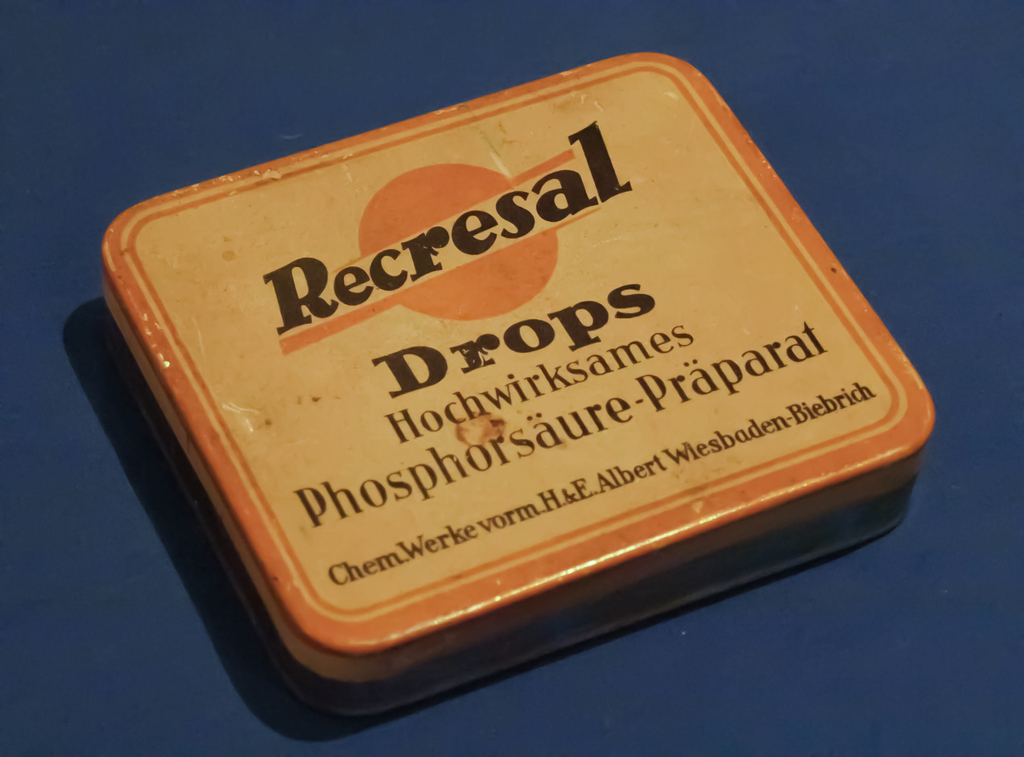 Recresal
Drops
Hochwirksames
Phosphorsäure-Präparat
Chem.Werke vorm.H.&E.Albert Wiesbaden-Biebrich